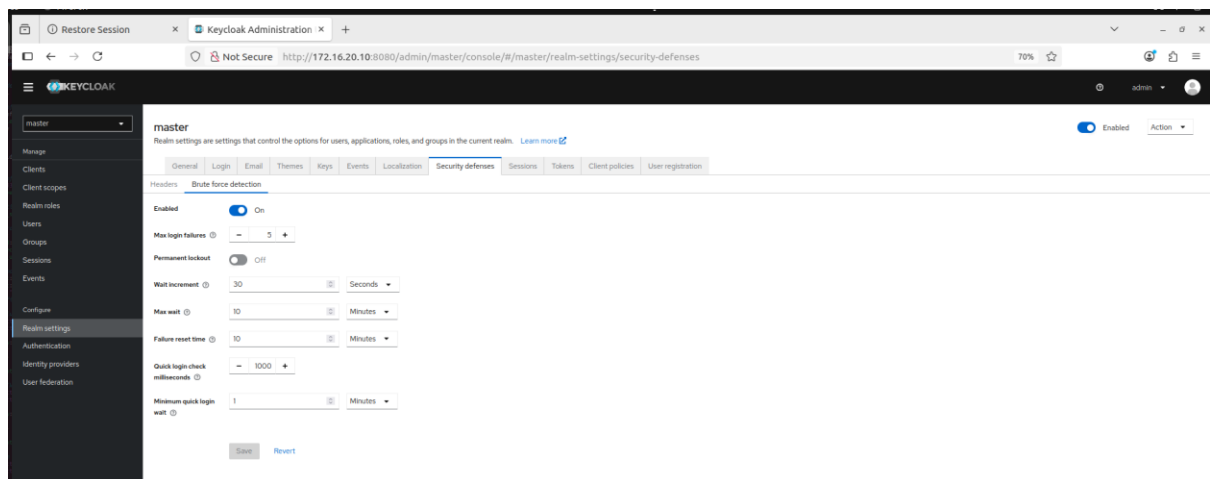 Restore Session
Keycloak Administration
Not Secure http://172.16.20.10:8080/admin/master/console/#/master/realm-settings/security-defenses 70%
KEYCLOAK admin
master
Manage
Clients
Client scopes
Realm roles
Users
Groups
Sessions
Events
Configure
Realm settings
Authentication
Identity providers
User federation
master
Enabled Action
Realm settings are settings that control the options for users, applications, roles, and groups in the current realm. Learn more
General Login Email Themes Keys Events Localization Security defenses Sessions Tokens Client policies User registration
Headers Brute force detection
Enabled On
Max login failures 5
Permanent lockout Off
Wait increment 30 Seconds
Max wait 10 Minutes
Failure reset time 10 Minutes
Quick login check
milliseconds 1000
Minimum quick login
wait 1 Minutes
Save Revert